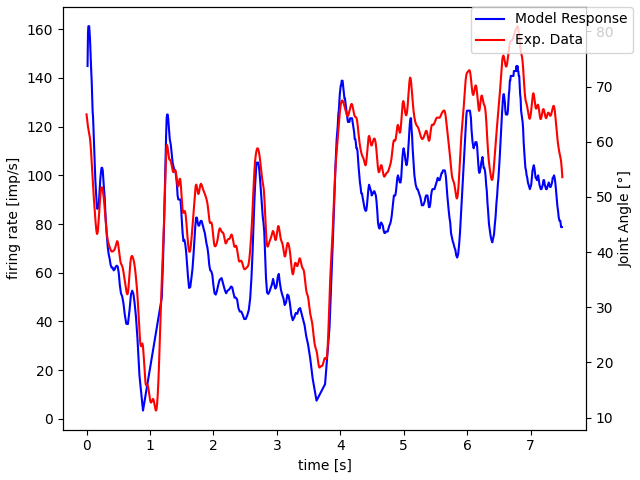 Model Response
Exp. Data
160
140
120
100
80
60
40
20
0
firing rate [imp/s]
80
70
60
50
40
30
20
10
Joint Angle [°]
0 1 2 3 4 5 6 7
time [s]